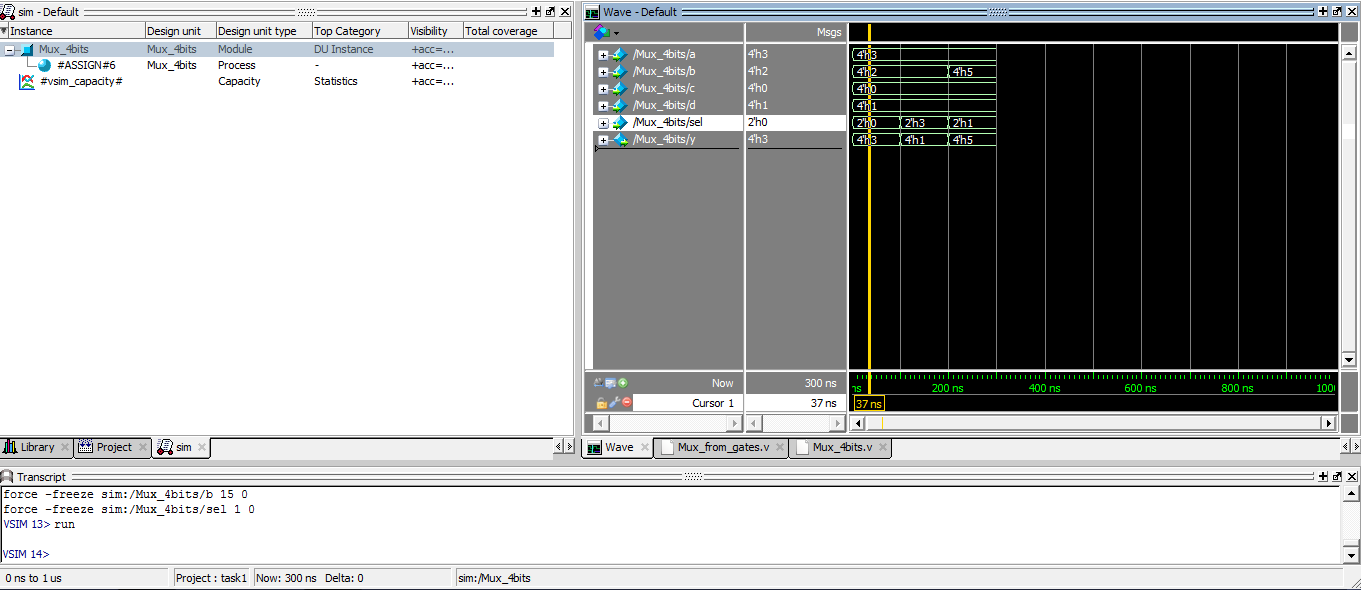 sim - Default
Instance Design unit Design unit type Top Category Visibility Total coverage
Mux_4bits Mux_4bits Module DU Instance +acc=...
#ASSIGN#6 Mux_4bits Process - +acc=...
#vsim_capacity# Capacity Statistics +acc=...
Library Project sim
Wave - Default
Msgs
/Mux_4bits/a 4'h3 4'h3
/Mux_4bits/b 4'h2 4'h2 4'h5
/Mux_4bits/c 4'h0 4'h0
/Mux_4bits/d 4'h1 4'h1
/Mux_4bits/sel 2'h0 2'h0 2'h3 2'h1
/Mux_4bits/y 4'h3 4'h3 4'h1 4'h5
Now 300 ns ns 200 ns 400 ns 600 ns 800 ns 100
Cursor 1 37 ns 37 ns
Wave Mux_from_gates.v Mux_4bits.v
Transcript
force -freeze sim:/Mux_4bits/b 15 0
force -freeze sim:/Mux_4bits/sel 1 0
VSIM 13> run
VSIM 14>
0 ns to 1 us Project : task1 Now: 300 ns Delta: 0 sim:/Mux_4bits